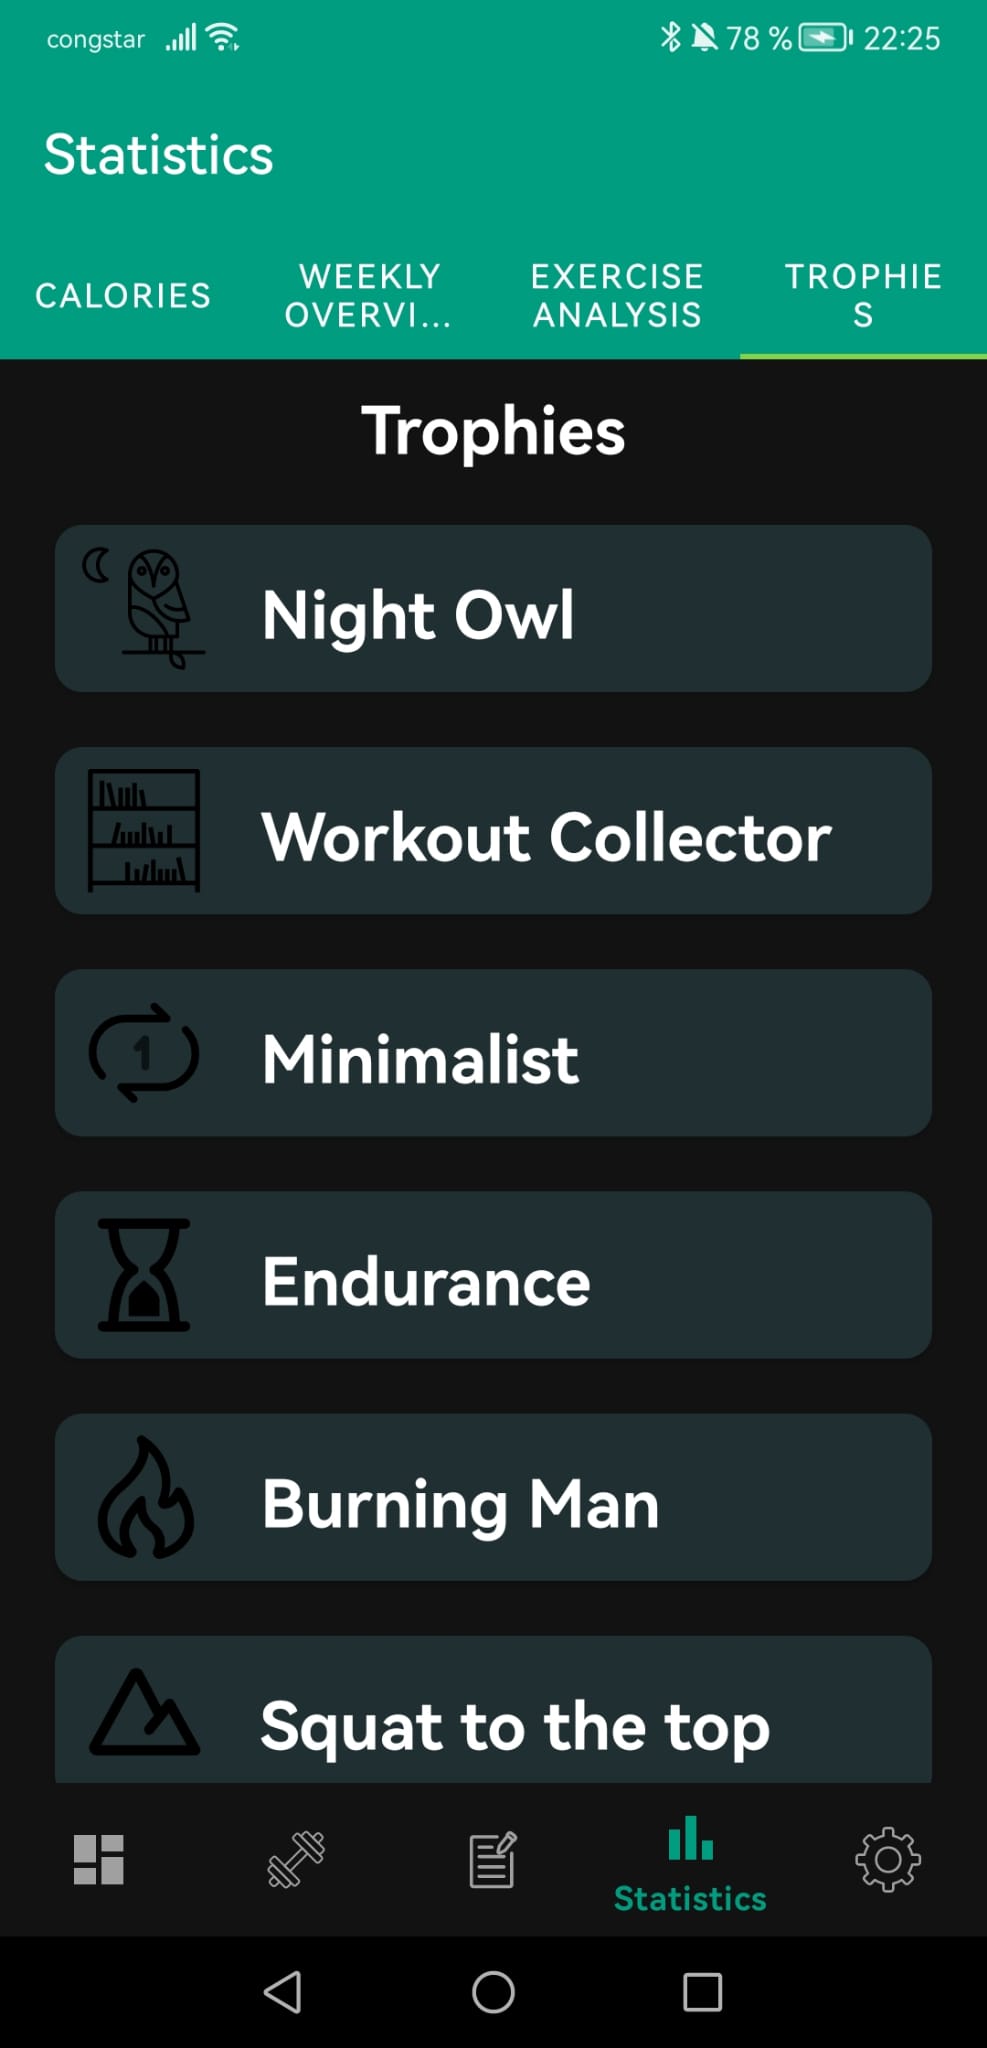 congstar 78 % 22:25
Statistics
CALORIES
WEEKLY
OVERVI...
EXERCISE
ANALYSIS
TROPHIE
S
Trophies
Night Owl
Workout Collector
1
Minimalist
Endurance
Burning Man
Squat to the top
Statistics